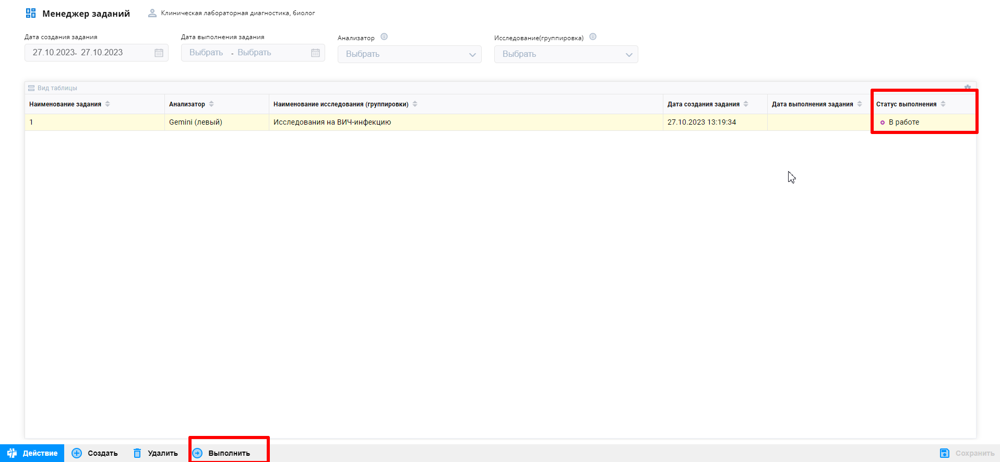 Менеджер заданий
Клиническая лабораторная диагностика, биолог
Дата создания задания
Дата выполнения задания
Анализатор
Исследование(группировка)
27.10.2023- 27.10.2023
Выбрать - Выбрать
Выбрать
Выбрать
Вид таблицы
Наименование задания
Анализатор
Наименование исследования (группировки)
Дата создания задания
Дата выполнения задания
Статус выполнения
1
Gemini (левый)
Исследования на ВИЧ-инфекцию
27.10.2023 13:19:34
В работе
Действие
Создать
Удалить
Выполнить
Сохранить